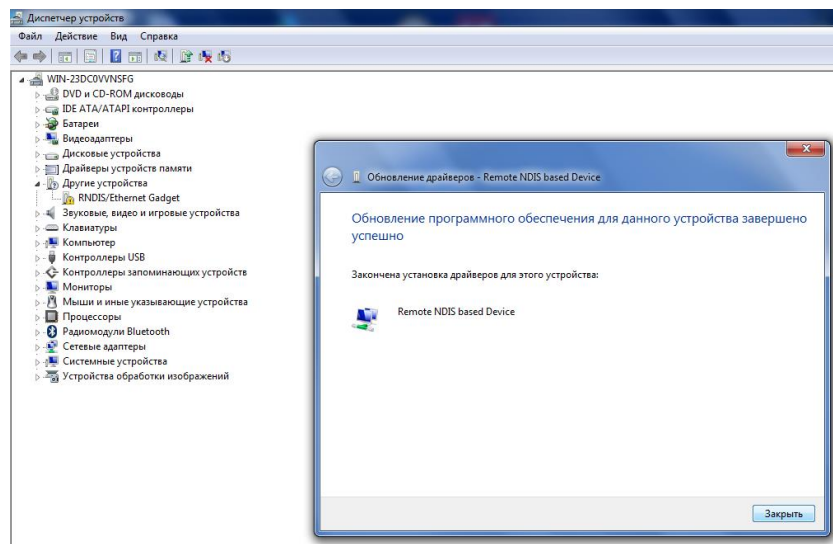 Диспетчер устройств
Файл Действие Вид Справка
WIN-23DC0VVNSFG
DVD и CD-ROM дисководы
IDE ATA/ATAPI контроллеры
Батареи
Видеоадаптеры
Дисковые устройства
Драйверы устройств памяти
Другие устройства
RNDIS/Ethernet Gadget
Звуковые, видео и игровые устройства
Клавиатуры
Компьютер
Контроллеры USB
Контроллеры запоминающих устройств
Мониторы
Мыши и иные указывающие устройства
Процессоры
Радиомодули Bluetooth
Сетевые адаптеры
Системные устройства
Устройства обработки изображений
Обновление драйверов - Remote NDIS based Device
Обновление программного обеспечения для данного устройства завершено
успешно
Закончена установка драйверов для этого устройства:
Remote NDIS based Device
Закрыть